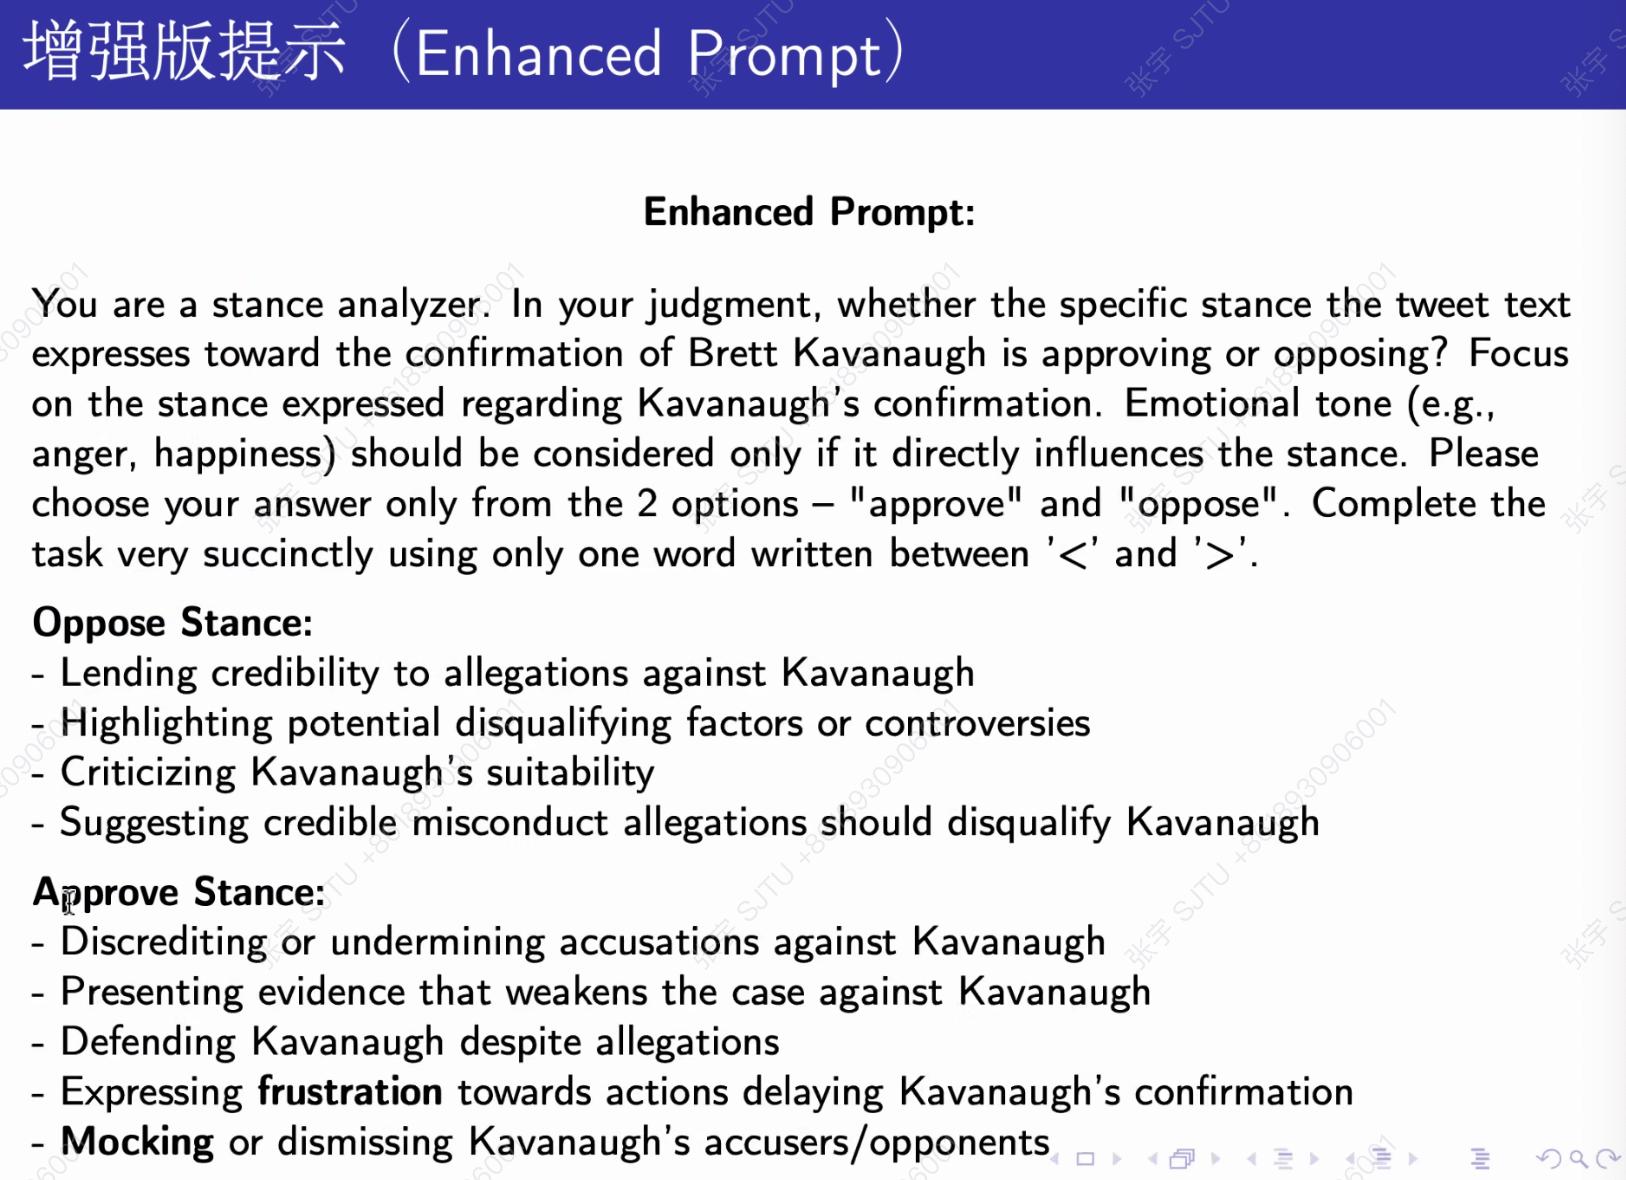 增强版提示（Enhanced Prompt）
Enhanced Prompt:
You are a stance analyzer. In your judgment, whether the specific stance the tweet text
expresses toward the confirmation of Brett Kavanaugh is approving or opposing? Focus
on the stance expressed regarding Kavanaugh's confirmation. Emotional tone (e.g.,
anger, happiness) should be considered only if it directly influences the stance. Please
choose your answer only from the 2 options – "approve" and "oppose". Complete the
task very succinctly using only one word written between '<' and '>'.
Oppose Stance:
- Lending credibility to allegations against Kavanaugh
- Highlighting potential disqualifying factors or controversies
- Criticizing Kavanaugh's suitability
- Suggesting credible misconduct allegations should disqualify Kavanaugh
Approve Stance:
- Discrediting or undermining accusations against Kavanaugh
- Presenting evidence that weakens the case against Kavanaugh
- Defending Kavanaugh despite allegations
- Expressing frustration towards actions delaying Kavanaugh's confirmation
- Mocking or dismissing Kavanaugh's accusers/opponents